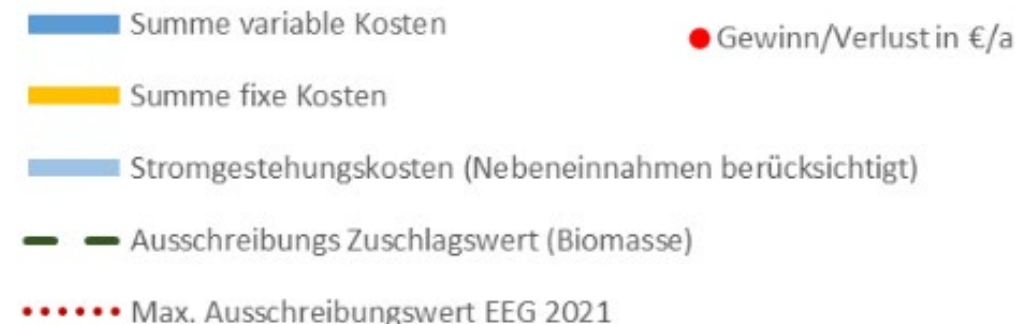 Summe variable Kosten
Gewinn/Verlust in €/a
Summe fixe Kosten
Stromgestehungskosten (Nebeneinnahmen berücksichtigt)
Ausschreibungs Zuschlagswert (Biomasse)
Max. Ausschreibungswert EEG 2021